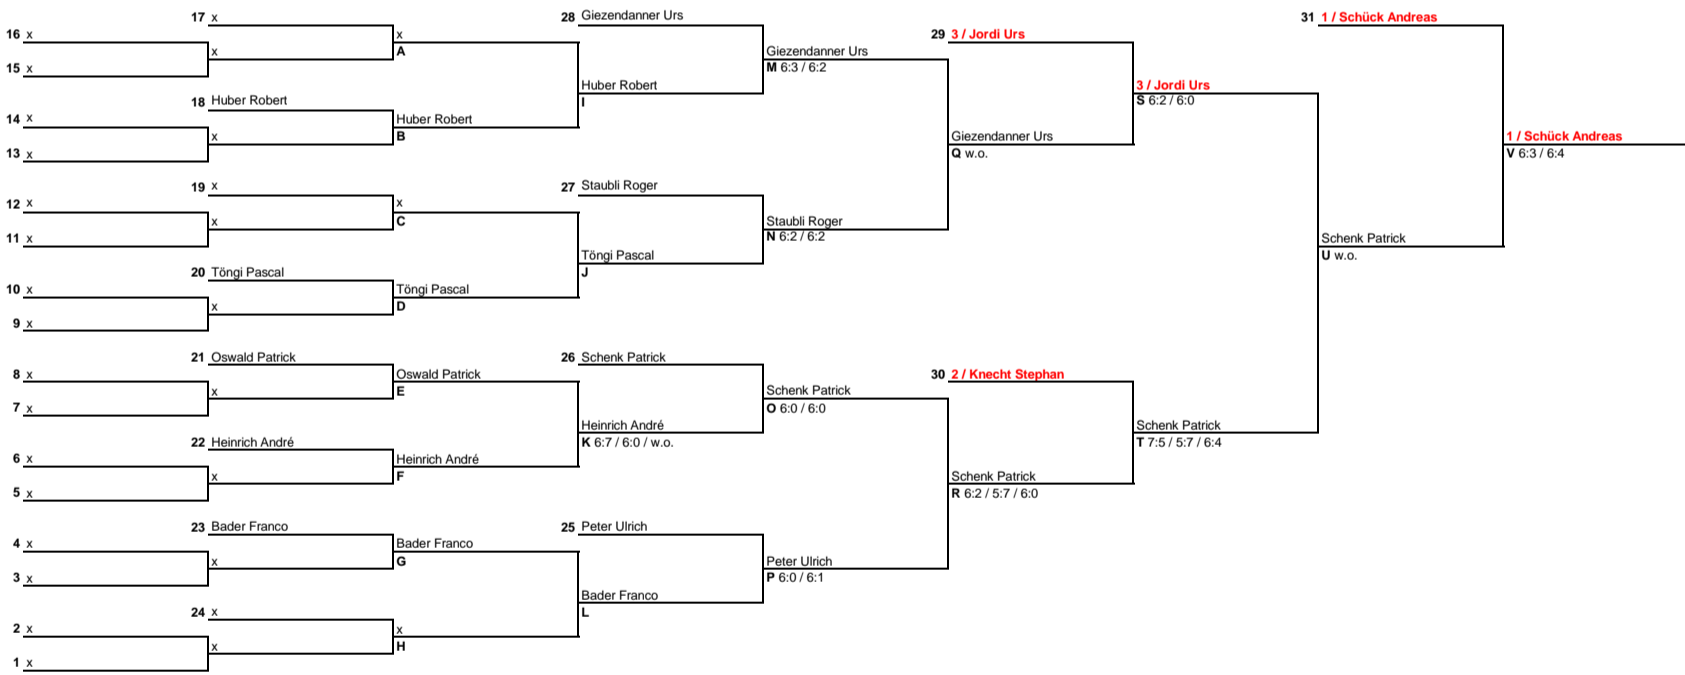 17 x
16 x
x
A
x
15 x
18 Huber Robert
14 x
Huber Robert
B
x
13 x
19 x
12 x
x
C
x
11 x
20 Töngi Pascal
10 x
Töngi Pascal
D
x
9 x
21 Oswald Patrick
8 x
Oswald Patrick
E
x
7 x
22 Heinrich André
6 x
Heinrich André
F
x
5 x
23 Bader Franco
4 x
Bader Franco
G
x
3 x
24 x
2 x
x
H
x
1 x
28 Giezendanner Urs
Huber Robert
I
27 Staubli Roger
Töngi Pascal
J
26 Schenk Patrick
Heinrich André
K 6:7 / 6:0 / w.o.
25 Peter Ulrich
Bader Franco
L
Giezendanner Urs
M 6:3 / 6:2
Staubli Roger
N 6:2 / 6:2
Schenk Patrick
O 6:0 / 6:0
Peter Ulrich
P 6:0 / 6:1
29 3 / Jordi Urs
Giezendanner Urs
Q w.o.
30 2 / Knecht Stephan
Schenk Patrick
R 6:2 / 5:7 / 6:0
3 / Jordi Urs
S 6:2 / 6:0
Schenk Patrick
T 7:5 / 5:7 / 6:4
31 1 / Schück Andreas
Schenk Patrick
U w.o.
1 / Schück Andreas
V 6:3 / 6:4